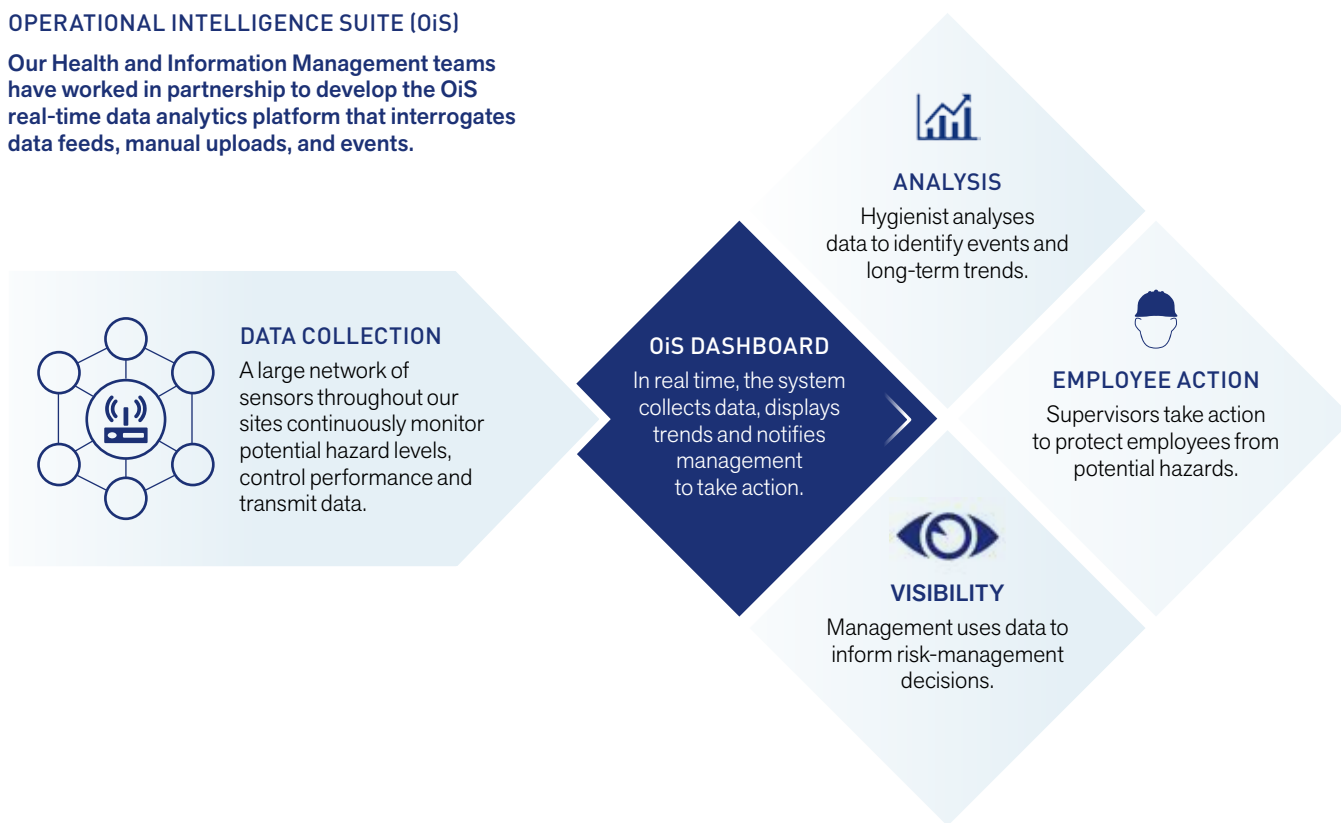 OPERATIONAL INTELLIGENCE SUITE (OiS)
Our Health and Information Management teams
have worked in partnership to develop the OiS
real-time data analytics platform that interrogates
data feeds, manual uploads, and events.
DATA COLLECTION
A large network of
sensors throughout our
sites continuously monitor
potential hazard levels,
control performance and
transmit data.
OiS DASHBOARD
In real time, the system
collects data, displays
trends and notifies
management
to take action.
ANALYSIS
Hygienist analyses
data to identify events and
long-term trends.
EMPLOYEE ACTION
Supervisors take action
to protect employees from
potential hazards.
VISIBILITY
Management uses data to
inform risk-management
decisions.